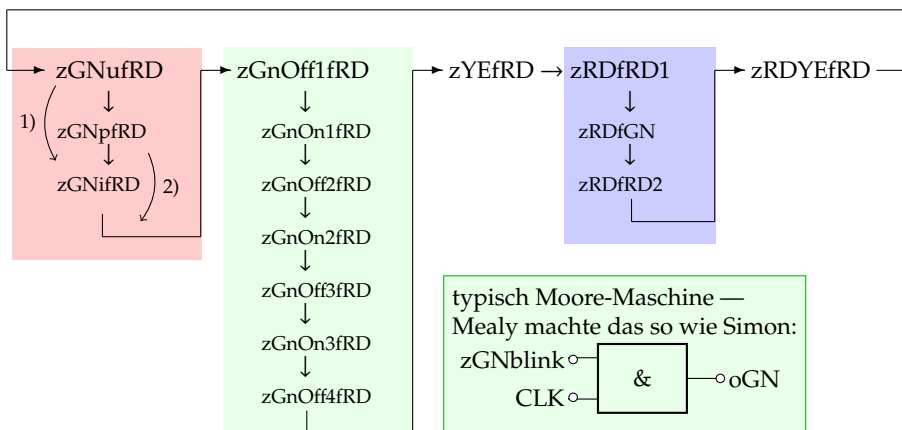 zGNufRD
1)
zGNpfRD
zGNifRD
2)
zGnOff1fRD
zGnOn1fRD
zGnOff2fRD
zGnOn2fRD
zGnOff3fRD
zGnOn3fRD
zGnOff4fRD
zYEfRD
zRDfRD1
zRDfGN
zRDfRD2
zRDYEfRD
typisch Moore-Maschine —
Mealy machte das so wie Simon:
zGNblink
&
oGN
CLK